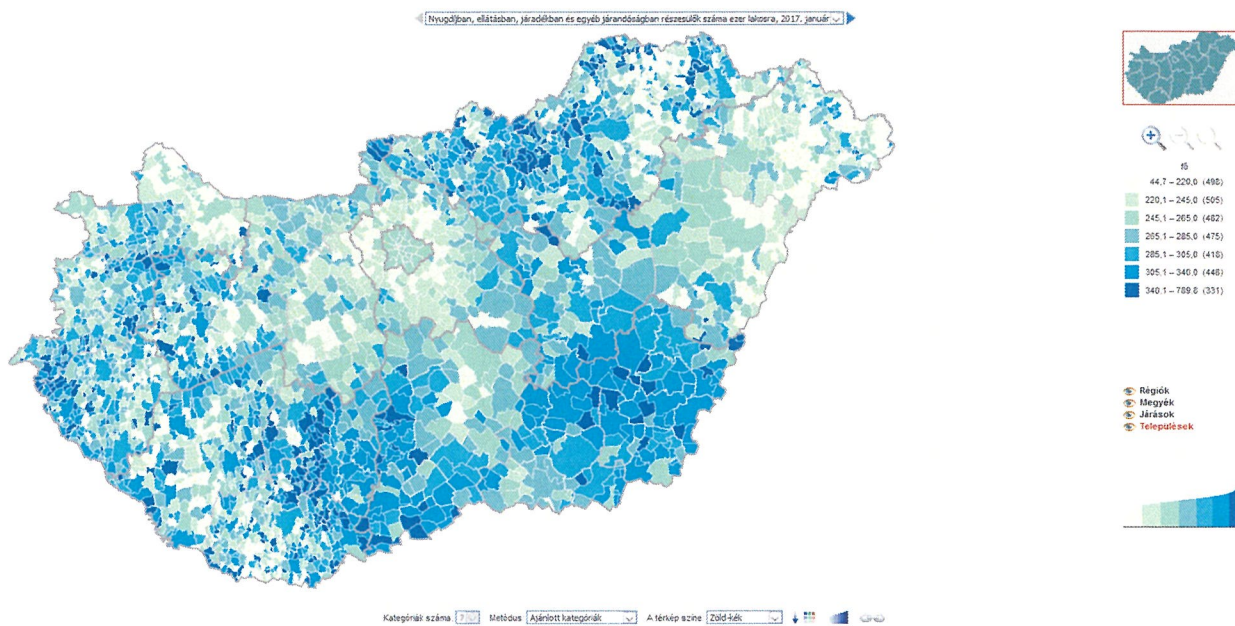 Nyugdíjban, ellátásban, járadékban és egyéb járandóságban részesülők száma ezer lakosra, 2017. január
fő
44,7 – 220,0 (498)
220,1 – 245,0 (505)
245,1 – 265,0 (482)
265,1 – 285,0 (475)
285,1 – 305,0 (418)
305,1 – 340,0 (448)
340,1 – 789,8 (331)
Régiók
Megyék
Járások
Települések
Kategóriák száma 7 Metódus Ajánlott kategóriák A térkép színe Zöld-kék